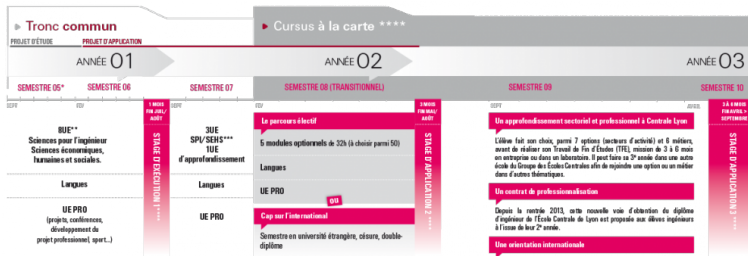 Tronc commun
Cursus à la carte ****
PROJET D'ÉTUDE
PROJET D'APPLICATION
ANNÉE 01
ANNÉE 02
ANNÉE 03
SEMESTRE 05*
SEMESTRE 06
SEMESTRE 07
SEMESTRE 08 (TRANSITIONNEL)
SEMESTRE 09
SEMESTRE 10
SEPT
1 MOIS
FIN JUIL/
AOÛT
SEPT
FEV
3 MOIS
FIN MAI/
AOÛT
SEPT
AVRIL
3 À 6 MOIS
FIN AVRIL >
SEPTEMBRE
8UE**
Sciences pour l'ingénieur
Sciences économiques,
humaines et sociales.
Langues
UE PRO
(projets, conférences,
développement du
projet professionnel, sport...)
STAGE D'EXÉCUTION 1****
3UE
SPI/SEHS***
1UE
d'approfondissement
Langues
UE PRO
Le parcours électif
5 modules optionnels de 32h (à choisir parmi 50)
Langues
UE PRO
OU
Cap sur l'international
Semestre en université étrangère, césure, double-
diplôme
STAGE D'APPLICATION 2 ****
Un approfondissement sectoriel et professionnel à Centrale Lyon
L'élève fait son choix, parmi 7 options (secteurs d'activité) et 6 métiers,
avant de réaliser son Travail de Fin d'Etudes (TFE), mission de 3 à 6 mois
en entreprise ou dans un laboratoire. Il peut faire sa 3e année dans une autre
école du Groupe des Écoles Centrales afin de rejoindre une option ou un métier
dans d'autres thématiques.
Un contrat de professionnalisation
Depuis la rentrée 2013, cette nouvelle voie d'obtention du diplôme
d'ingénieur de l'École Centrale de Lyon est proposée aux élèves ingénieurs
à l'issue de leur 2e année.
Une orientation internationale
STAGE D'APPLICATION 3 ****